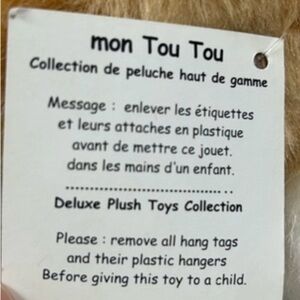 mon Tou Tou
Collection de peluche haut de gamme
Message : enlever les étiquettes
et leurs attaches en plastique
avant de mettre ce jouet.
dans les mains d'un enfant.
.....................................
Deluxe Plush Toys Collection
Please : remove all hang tags
and their plastic hangers
Before giving this toy to a child.